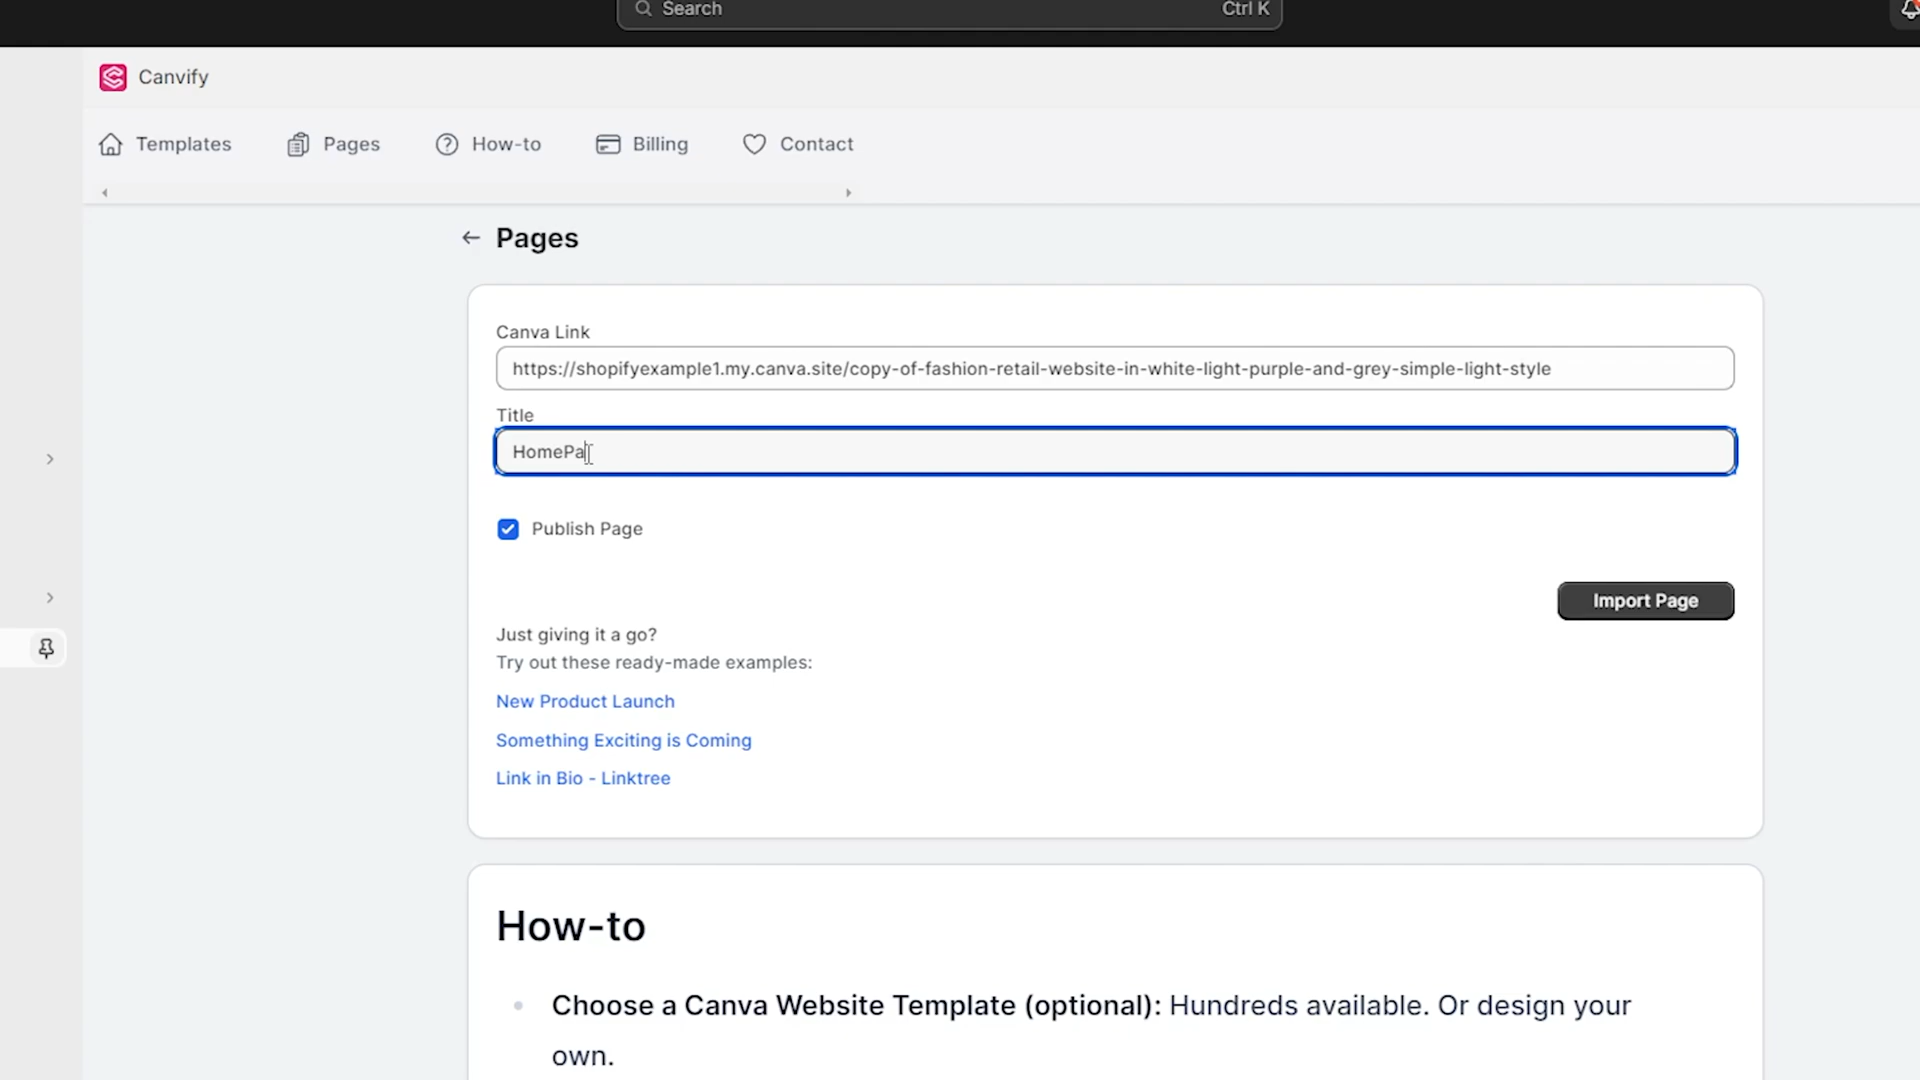 Search Ctrl K
Canvify
Templates Pages How-to Billing Contact
Pages
Canva Link
https://shopifyexample1.my.canva.site/copy-of-fashion-retail-website-in-white-light-purple-and-grey-simple-light-style
Title
HomePa
Publish Page
Import Page
Just giving it a go?
Try out these ready-made examples:
New Product Launch
Something Exciting is Coming
Link in Bio - Linktree
How-to
Choose a Canva Website Template (optional): Hundreds available. Or design your
own.